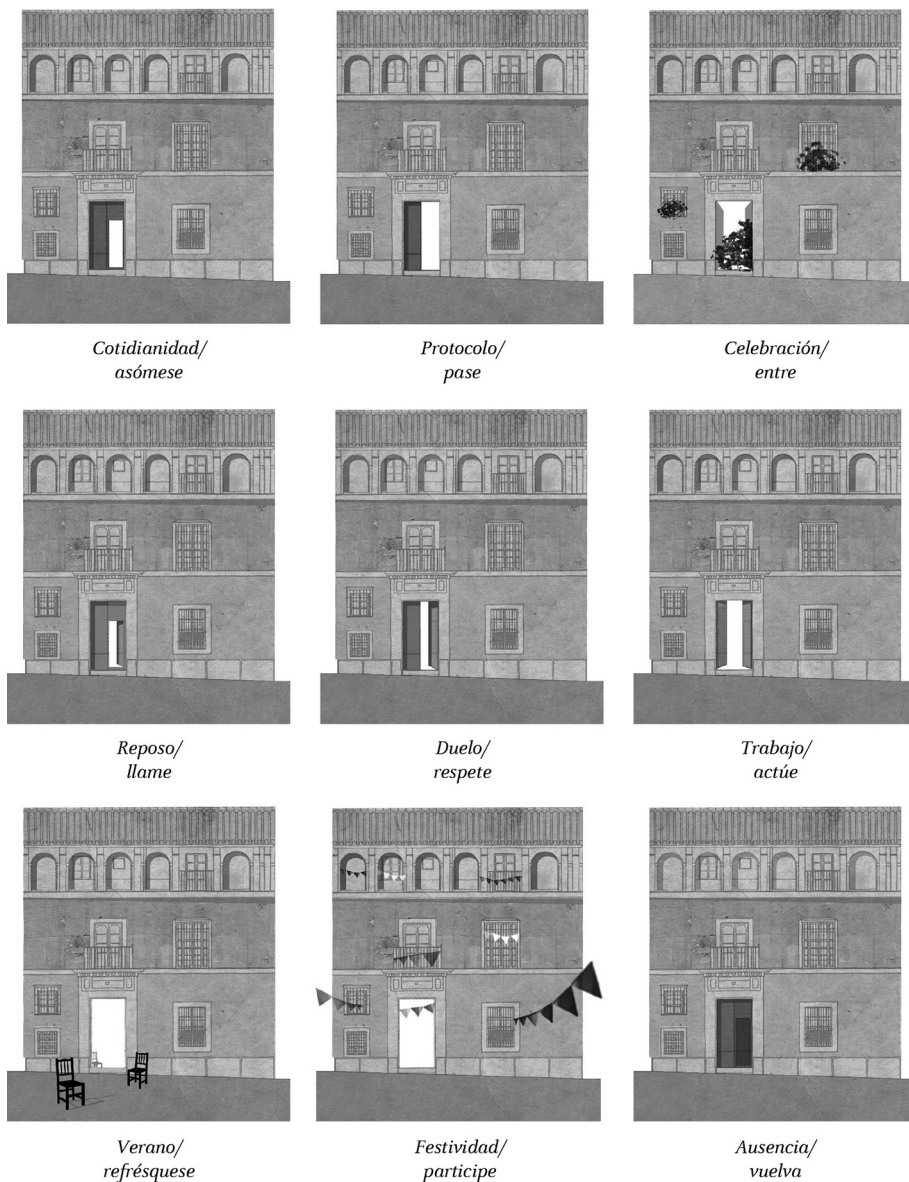 Cotidianidad/
asómese
Protocolo/
pase
Celebración/
entre
Reposo/
llame
Duelo/
respete
Trabajo/
actúe
Verano/
refrésquese
Festividad/
participe
Ausencia/
vuelva